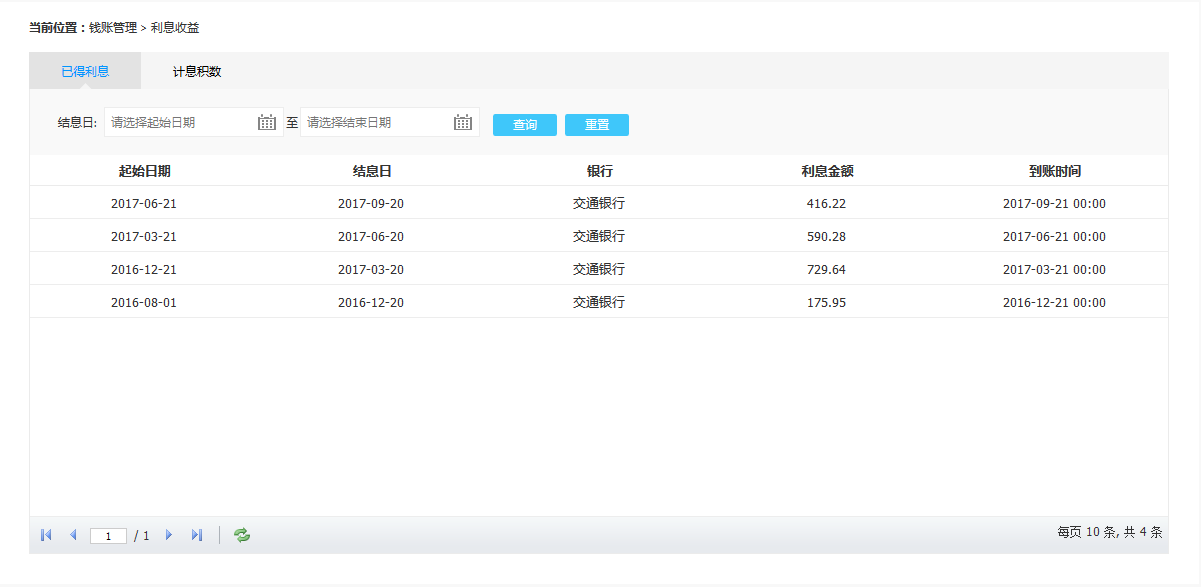 当前位置：钱账管理 > 利息收益
已得利息 计息积数
结息日: 请选择起始日期 至 请选择结束日期 查询 重置
起始日期 结息日 银行 利息金额 到账时间
2017-06-21 2017-09-20 交通银行 416.22 2017-09-21 00:00
2017-03-21 2017-06-20 交通银行 590.28 2017-06-21 00:00
2016-12-21 2017-03-20 交通银行 729.64 2017-03-21 00:00
2016-08-01 2016-12-20 交通银行 175.95 2016-12-21 00:00
1 / 1 每页 10 条, 共 4 条